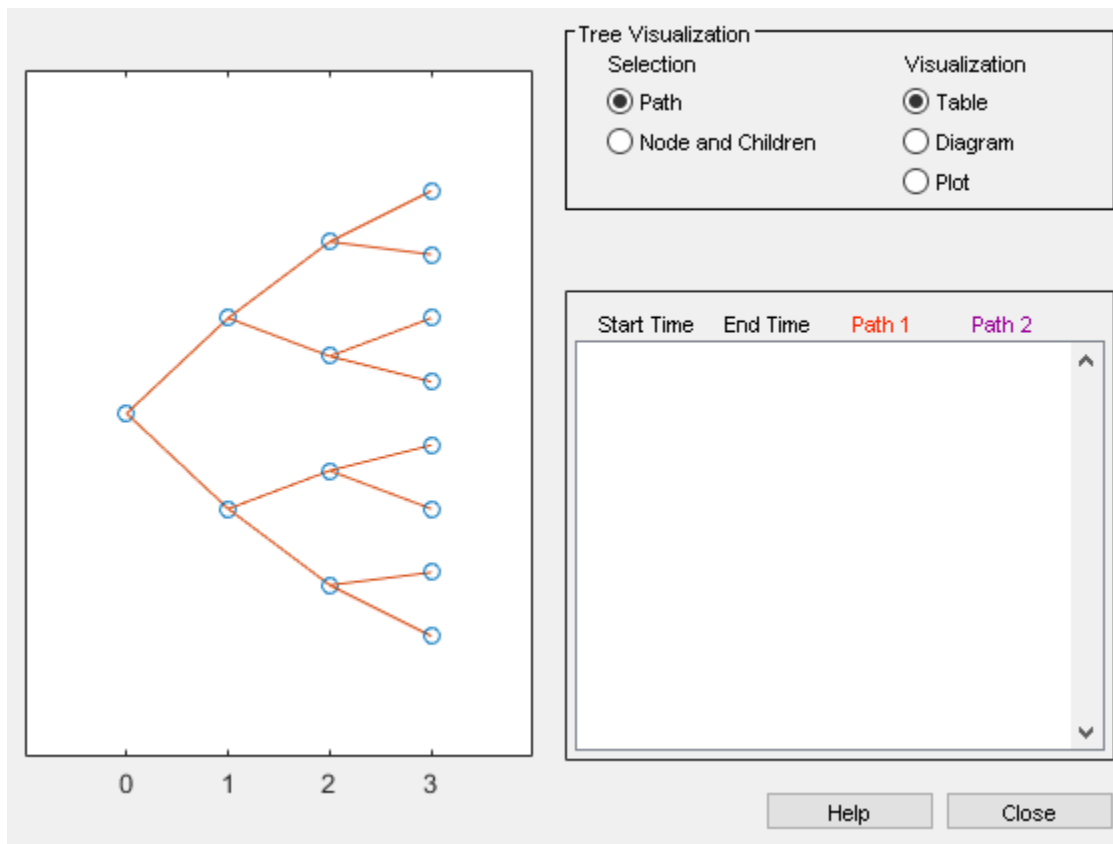 Tree Visualization
Selection Visualization
Path Table
Node and Children Diagram
Plot
Start Time End Time Path 1 Path 2
0 1 2 3
Help Close